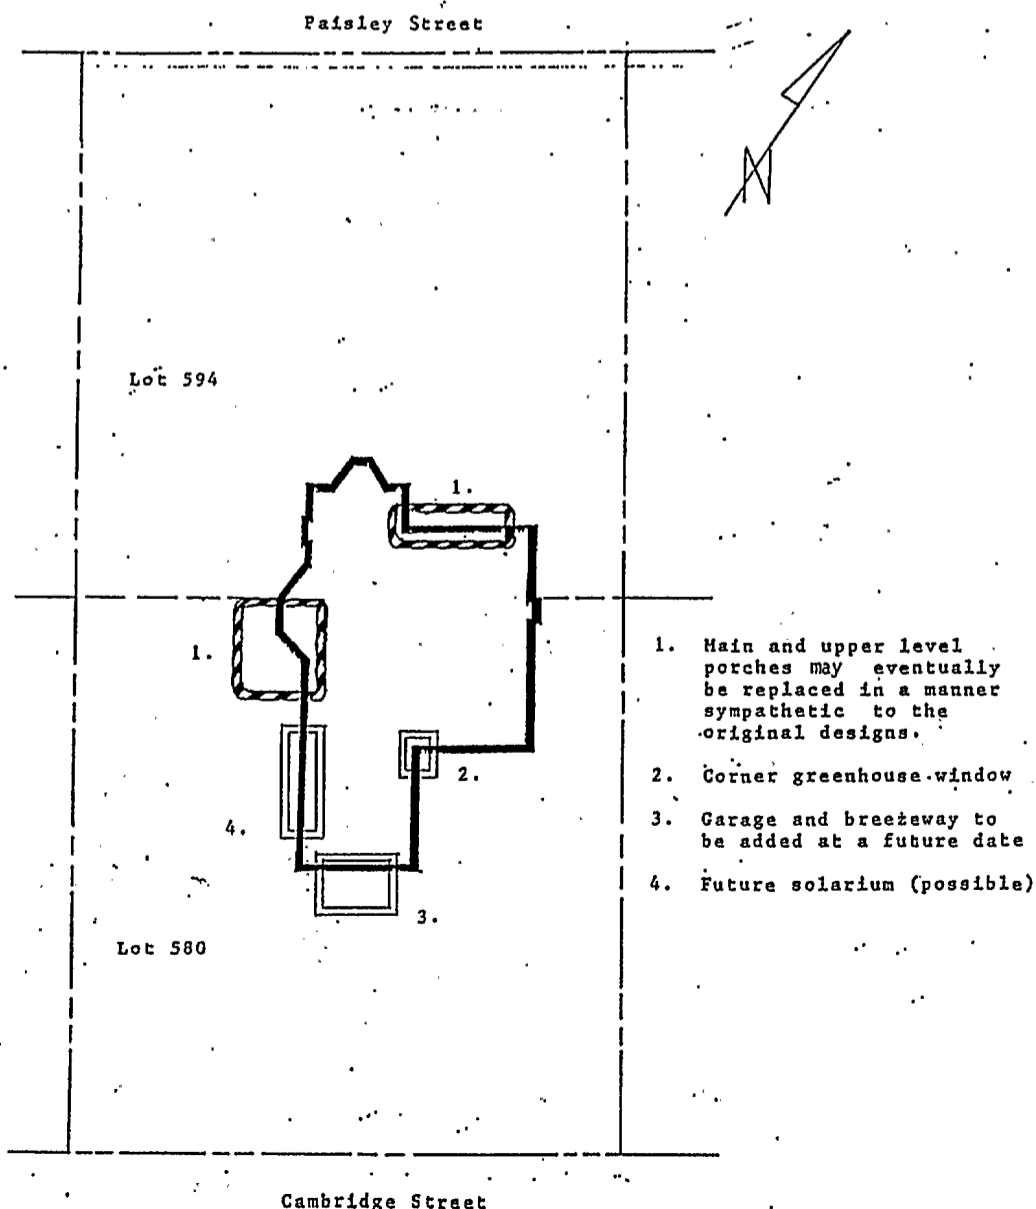 Paisley Street
N
Lot 594
1.
1.
1. Main and upper level
porches may eventually
be replaced in a manner
sympathetic to the
original designs.
2.
2. Corner greenhouse window
3. Garage and breezeway to
be added at a future date
4.
4. Future solarium (possible)
3.
Lot 580
Cambridge Street